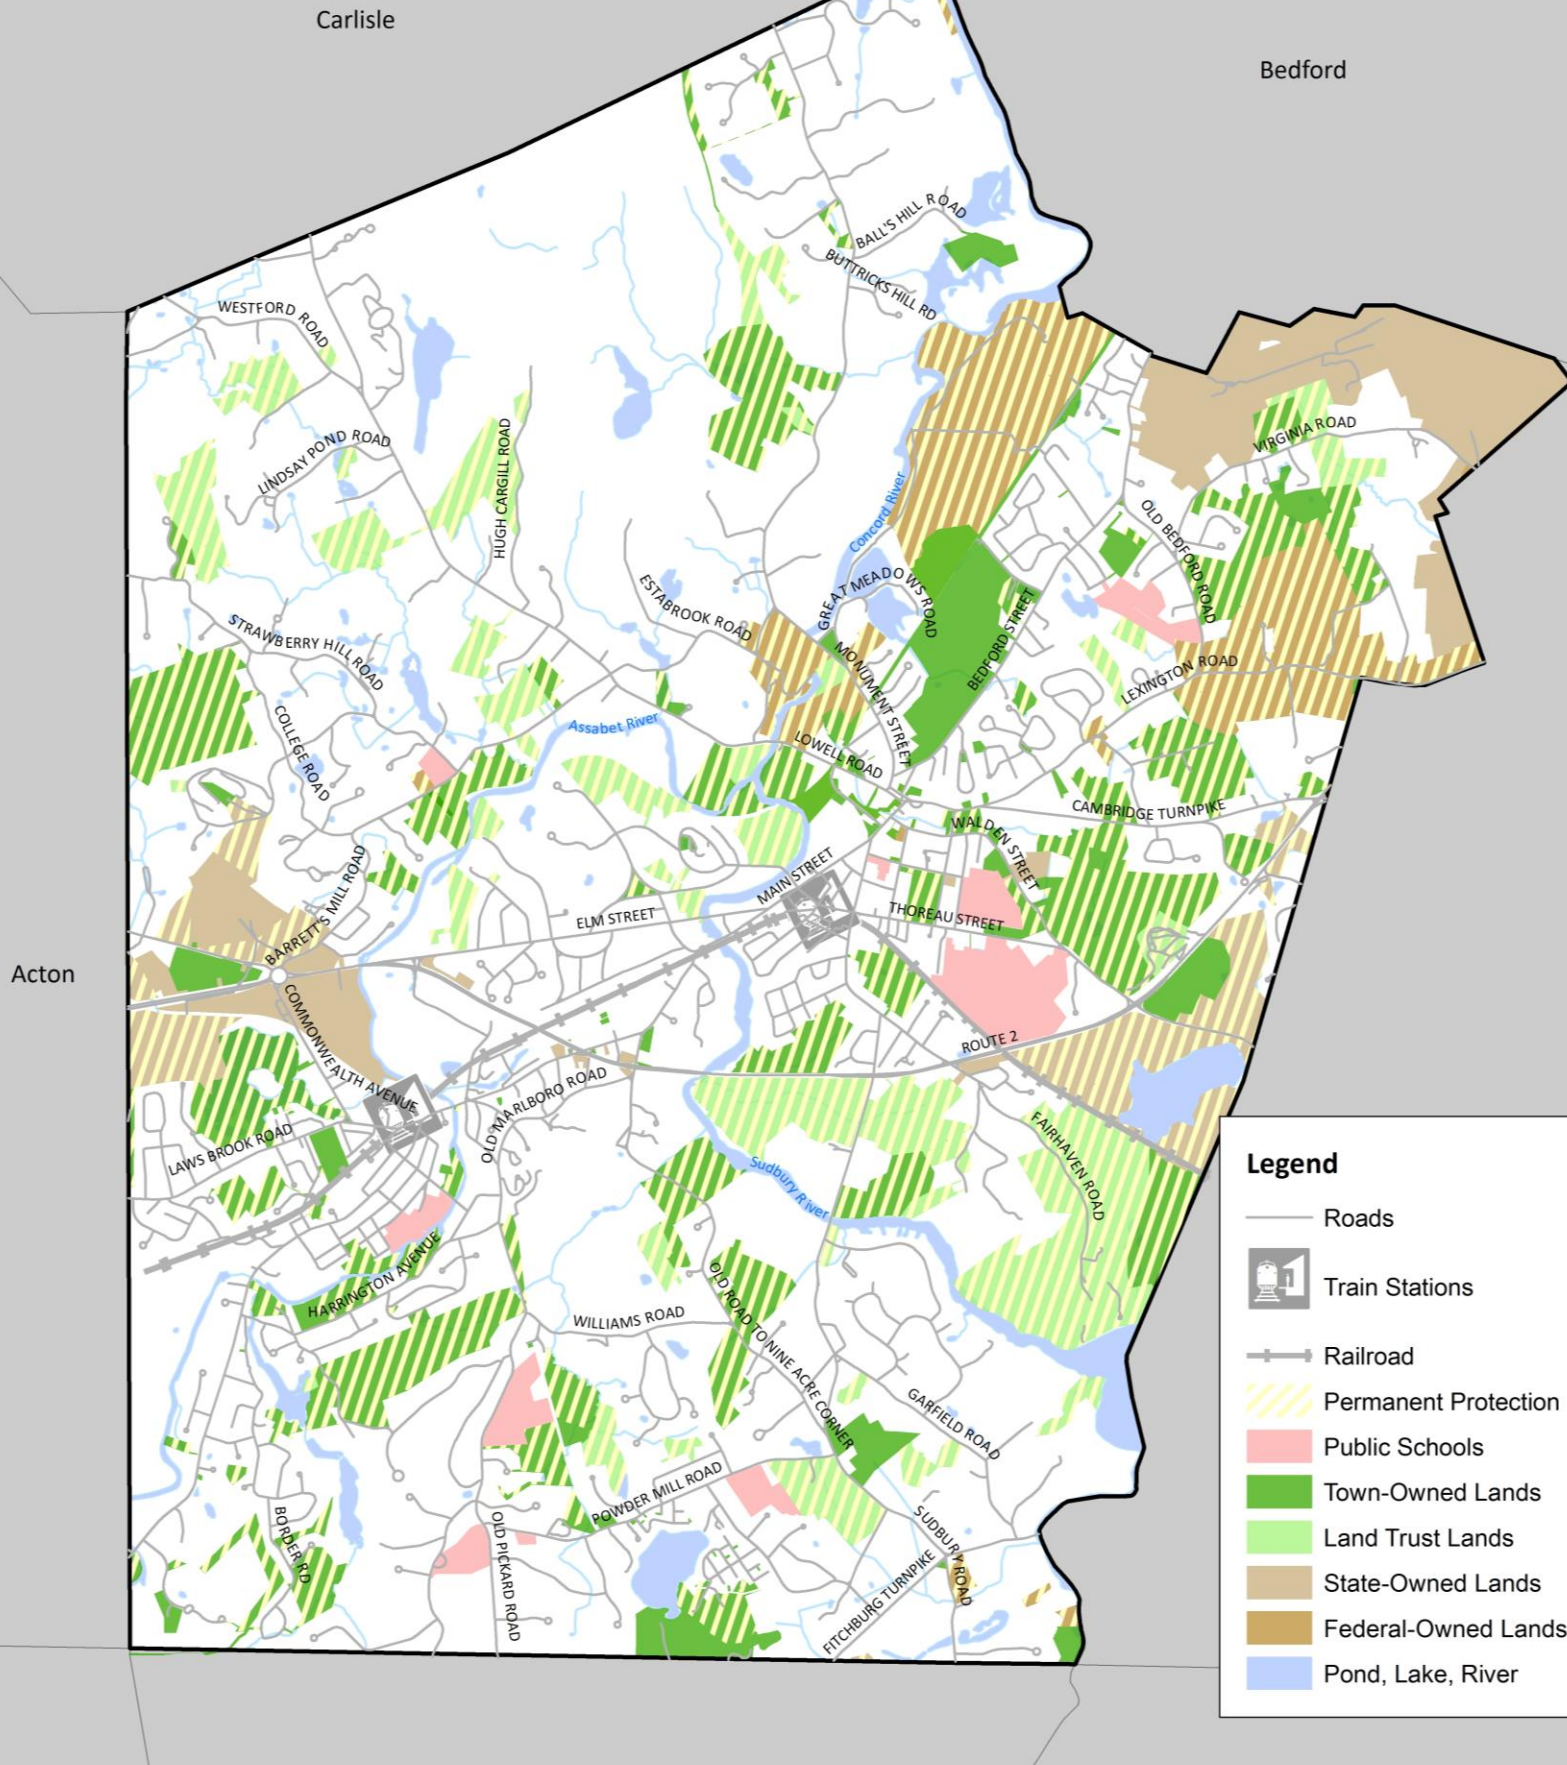 Carlisle
Bedford
BALL'S HILL ROAD
BUTTRICKS HILL RD
WESTFORD ROAD
LINDSAY POND ROAD
HUGH CARGILL ROAD
VIRGINIA ROAD
Concord River
OLD BEDFORD ROAD
GREAT MEADOWS ROAD
ESTABROOK ROAD
BEDFORD STREET
STRAWBERRY HILL ROAD
MONUMENT STREET
LEXINGTON ROAD
COLLEGE ROAD
Assabet River
LOWELL ROAD
CAMBRIDGE TURNPIKE
WALDEN STREET
BARRETT'S MILL ROAD
MAIN STREET
ELM STREET
THOREAU STREET
Acton
COMMONWEALTH AVENUE
ROUTE 2
OLD MARLBORO ROAD
LAWS BROOK ROAD
FAIRHAVEN ROAD
Sudbury River
HARRINGTON AVENUE
WILLIAMS ROAD
OLD ROAD TO NINE ACRE CORNER
GARFIELD ROAD
POWDER MILL ROAD
BORDER RD
OLD PICKARD ROAD
SUDBURY ROAD
FITCHBURG TURNPIKE
Legend
Roads
Train Stations
Railroad
Permanent Protection
Public Schools
Town-Owned Lands
Land Trust Lands
State-Owned Lands
Federal-Owned Lands
Pond, Lake, River